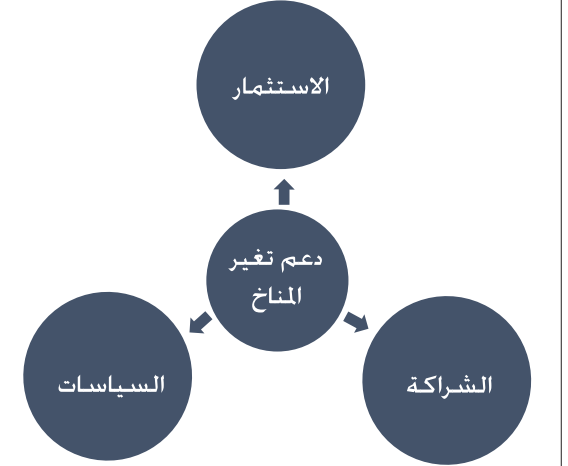 الاستثمار
دعم تغير
المناخ
الشراكة
السياسات